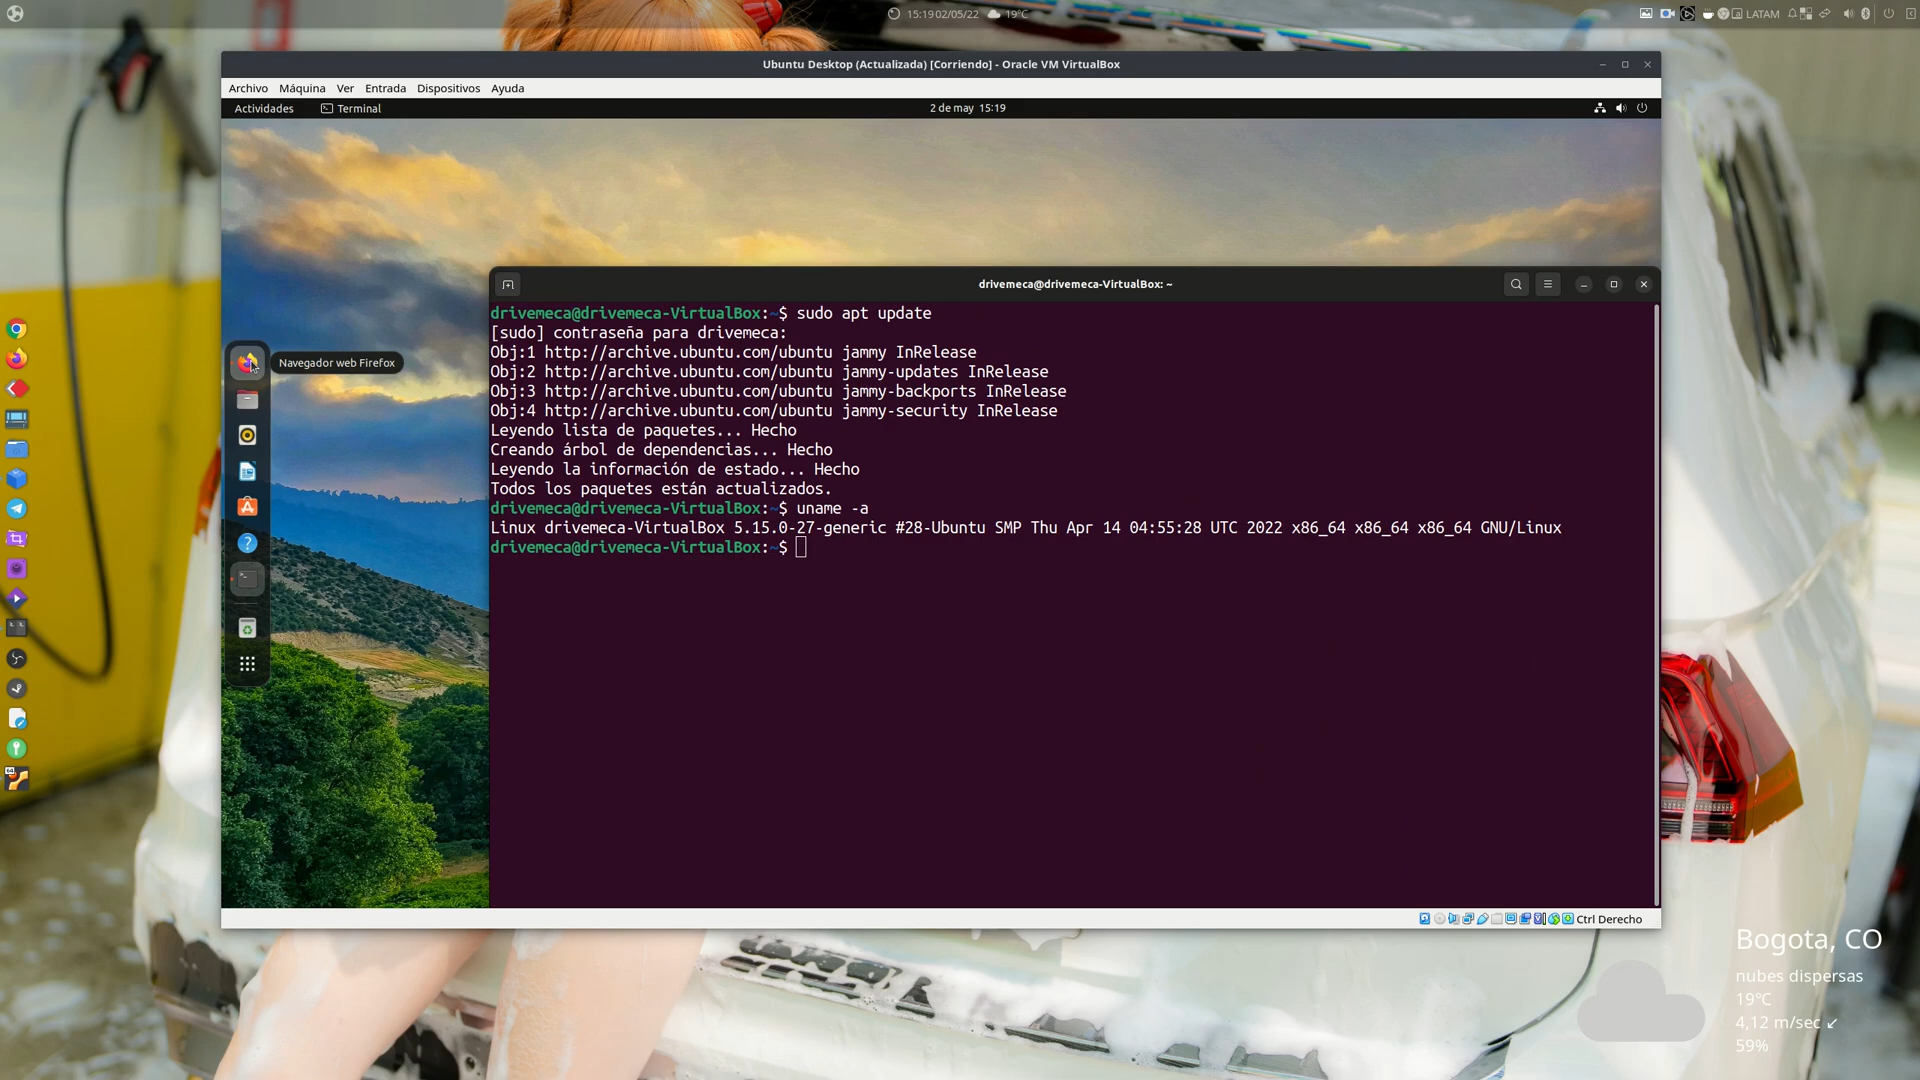 15:19 02/05/22 19°C
LATAM
Ubuntu Desktop (Actualizada) [Corriendo] - Oracle VM VirtualBox
Archivo Máquina Ver Entrada Dispositivos Ayuda
Actividades Terminal 2 de may 15:19
drivemeca@drivemeca-VirtualBox: ~
drivemeca@drivemeca-VirtualBox:~$ sudo apt update
[sudo] contraseña para drivemeca:
Obj:1 http://archive.ubuntu.com/ubuntu jammy InRelease
Obj:2 http://archive.ubuntu.com/ubuntu jammy-updates InRelease
Obj:3 http://archive.ubuntu.com/ubuntu jammy-backports InRelease
Obj:4 http://archive.ubuntu.com/ubuntu jammy-security InRelease
Leyendo lista de paquetes... Hecho
Creando árbol de dependencias... Hecho
Leyendo la información de estado... Hecho
Todos los paquetes están actualizados.
drivemeca@drivemeca-VirtualBox:~$ uname -a
Linux drivemeca-VirtualBox 5.15.0-27-generic #28-Ubuntu SMP Thu Apr 14 04:55:28 UTC 2022 x86_64 x86_64 x86_64 GNU/Linux
drivemeca@drivemeca-VirtualBox:~$
Navegador web Firefox
Ctrl Derecho
Bogota, CO
nubes dispersas
19°C
4,12 m/sec ↙
59%